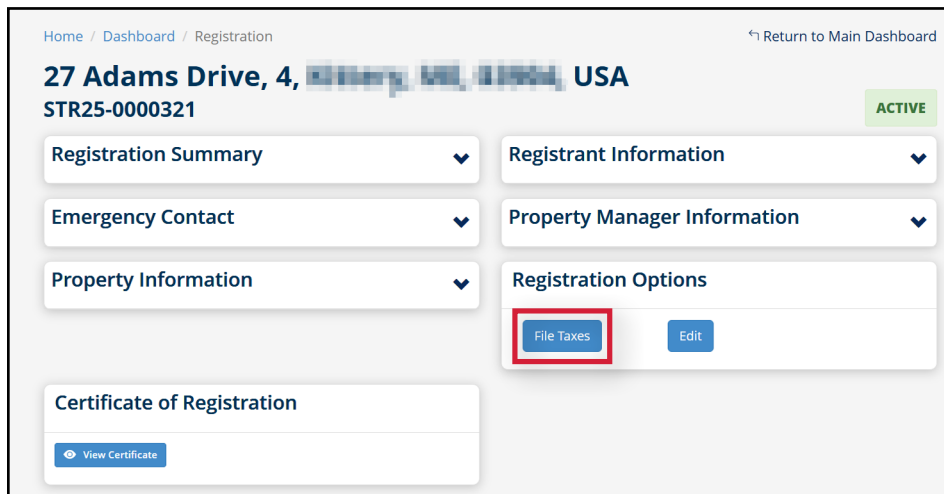 Home / Dashboard / Registration
Return to Main Dashboard
27 Adams Drive, 4, USA
STR25-0000321
ACTIVE
Registration Summary
Registrant Information
Emergency Contact
Property Manager Information
Property Information
Registration Options
File Taxes
Edit
Certificate of Registration
View Certificate